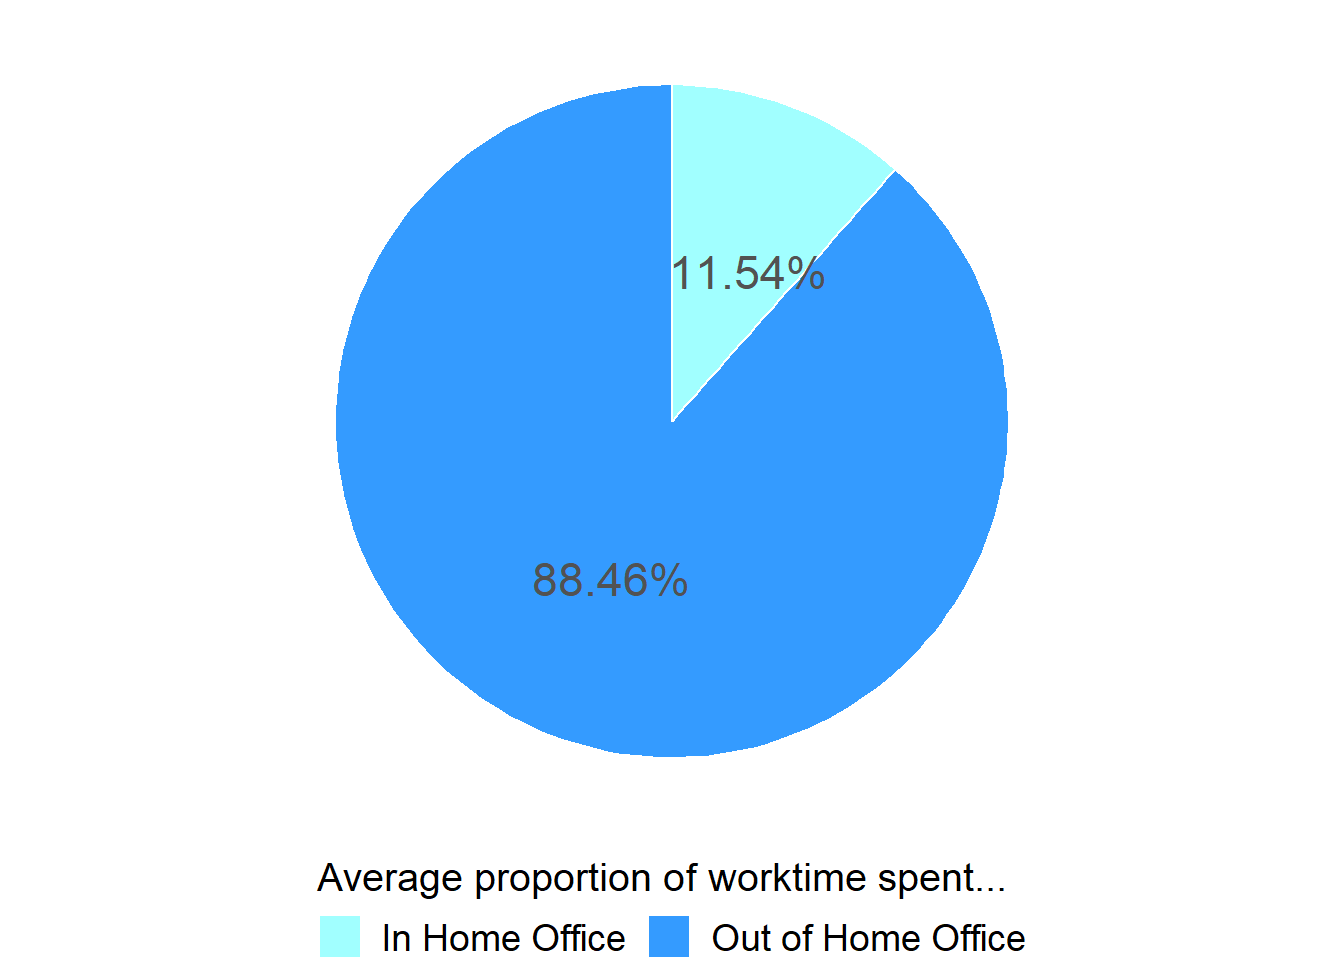 11.54%
88.46%
Average proportion of worktime spent...
In Home Office
Out of Home Office